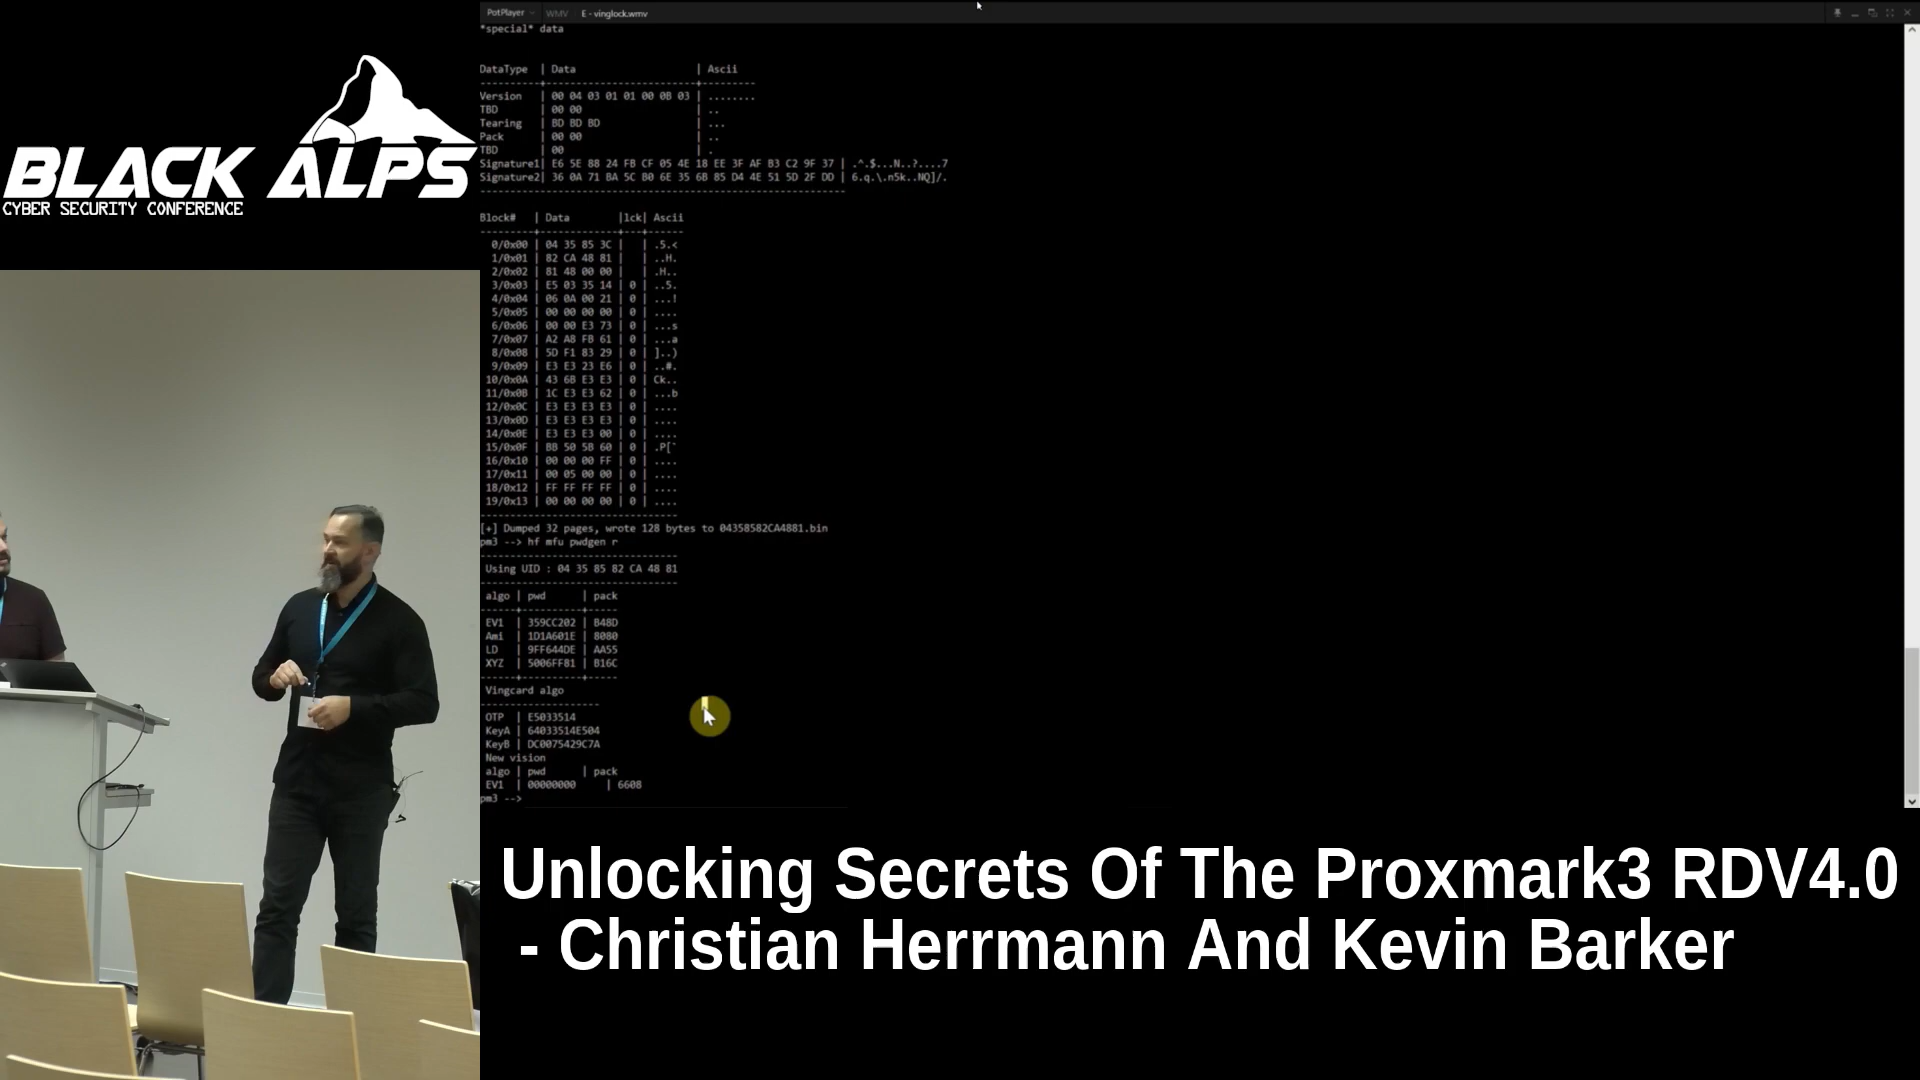 BLACK ALPS
CYBER SECURITY CONFERENCE
PotPlayer WMV E - vinglock.wmv
*special* data
DataType | Data | Ascii
Version | 00 04 03 01 01 00 0B 03 | ........
TBD | 00 00 | ..
Tearing | BD BD BD | ...
Pack | 00 00 | ..
TBD | 00 | .
Signature1| E6 5E 88 24 FB CF 05 4E 18 EE 3F AF B3 C2 9F 37 | .^.$...N..?....7
Signature2| 36 0A 71 BA 5C B0 6E 35 6B 85 D4 4E 51 5D 2F DD | 6.q.\.n5k..NQ]/.
Block# | Data |lck| Ascii
0/0x00 | 04 35 85 3C | | .5.<
1/0x01 | 82 CA 48 81 | | ..H.
2/0x02 | 81 48 00 00 | | .H..
3/0x03 | E5 03 35 14 | 0 | ..5.
4/0x04 | 06 0A 00 21 | 0 | ...!
5/0x05 | 00 00 00 00 | 0 | ....
6/0x06 | 00 00 E3 73 | 0 | ...s
7/0x07 | A2 A8 FB 61 | 0 | ...a
8/0x08 | 5D F1 83 29 | 0 | ]..)
9/0x09 | E3 E3 23 E6 | 0 | ..#.
10/0x0A | 43 6B E3 E3 | 0 | Ck..
11/0x0B | 1C E3 E3 62 | 0 | ...b
12/0x0C | E3 E3 E3 E3 | 0 | ....
13/0x0D | E3 E3 E3 E3 | 0 | ....
14/0x0E | E3 E3 E3 00 | 0 | ....
15/0x0F | BB 50 5B 60 | 0 | .P[`
16/0x10 | 00 00 00 FF | 0 | ....
17/0x11 | 00 05 00 00 | 0 | ....
18/0x12 | FF FF FF FF | 0 | ....
19/0x13 | 00 00 00 00 | 0 | ....
[+] Dumped 32 pages, wrote 128 bytes to 04358582CA4881.bin
pm3 --> hf mfu pwdgen r
Using UID : 04 35 85 82 CA 48 81
algo | pwd | pack
EV1 | 359CC202 | B48D
Ami | 1D1A601E | 8080
LD | 9FF644DE | AA55
XYZ | 5006FF81 | B16C
Vingcard algo
OTP | E5033514
KeyA | 64033514E504
KeyB | DC0075429C7A
New vision
algo | pwd | pack
EV1 | 00000000 | 6608
pm3 -->
Unlocking Secrets Of The Proxmark3 RDV4.0
- Christian Herrmann And Kevin Barker